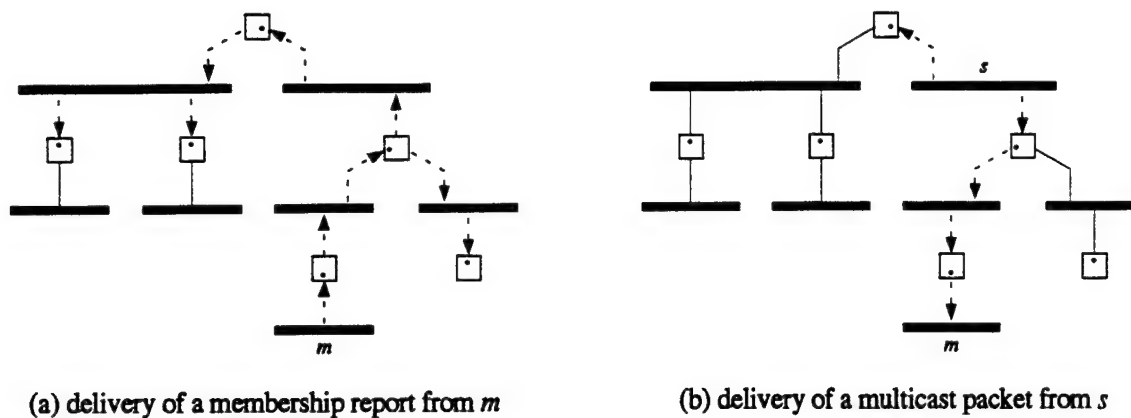 s
m
m
(a) delivery of a membership report from m
(b) delivery of a multicast packet from s